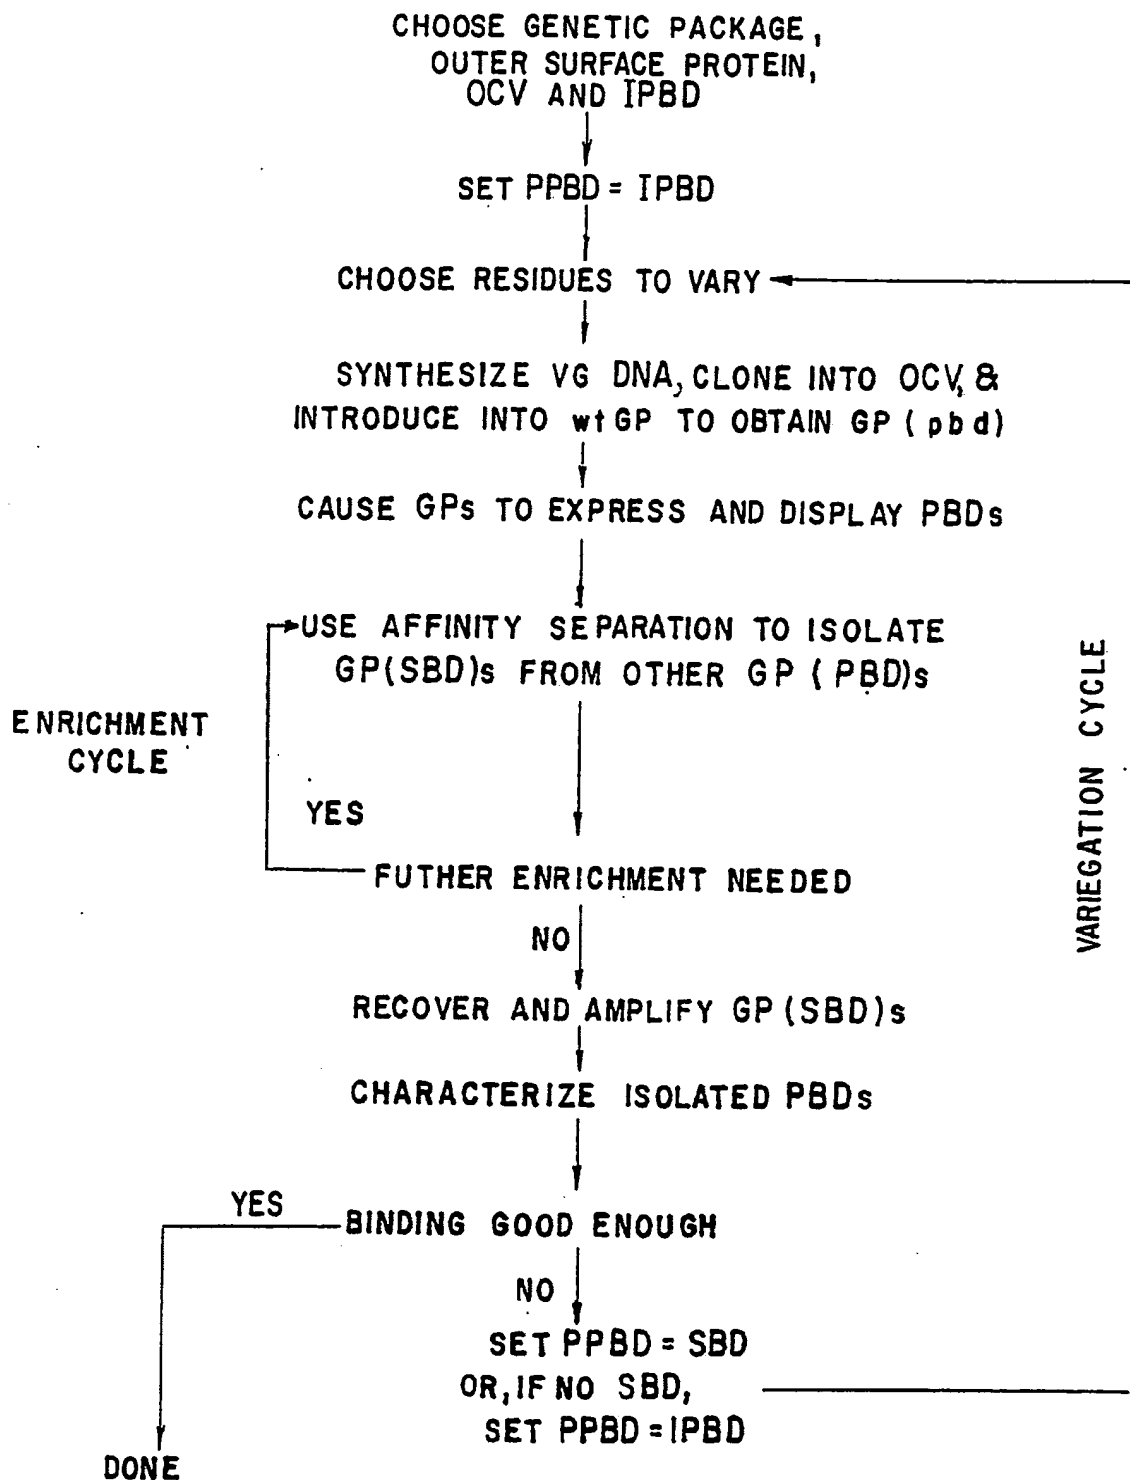 CHOOSE GENETIC PACKAGE,
OUTER SURFACE PROTEIN,
OCV AND IPBD
SET PPBD = IPBD
CHOOSE RESIDUES TO VARY
SYNTHESIZE VG DNA, CLONE INTO OCV, &
INTRODUCE INTO wtGP TO OBTAIN GP (pbd)
CAUSE GPs TO EXPRESS AND DISPLAY PBDs
USE AFFINITY SEPARATION TO ISOLATE
GP(SBD)s FROM OTHER GP (PBD)s
ENRICHMENT
CYCLE
YES
FUTHER ENRICHMENT NEEDED
VARIEGATION CYCLE
NO
RECOVER AND AMPLIFY GP (SBD)s
CHARACTERIZE ISOLATED PBDs
YES
BINDING GOOD ENOUGH
NO
SET PPBD = SBD
OR, IF NO SBD,
SET PPBD = IPBD
DONE